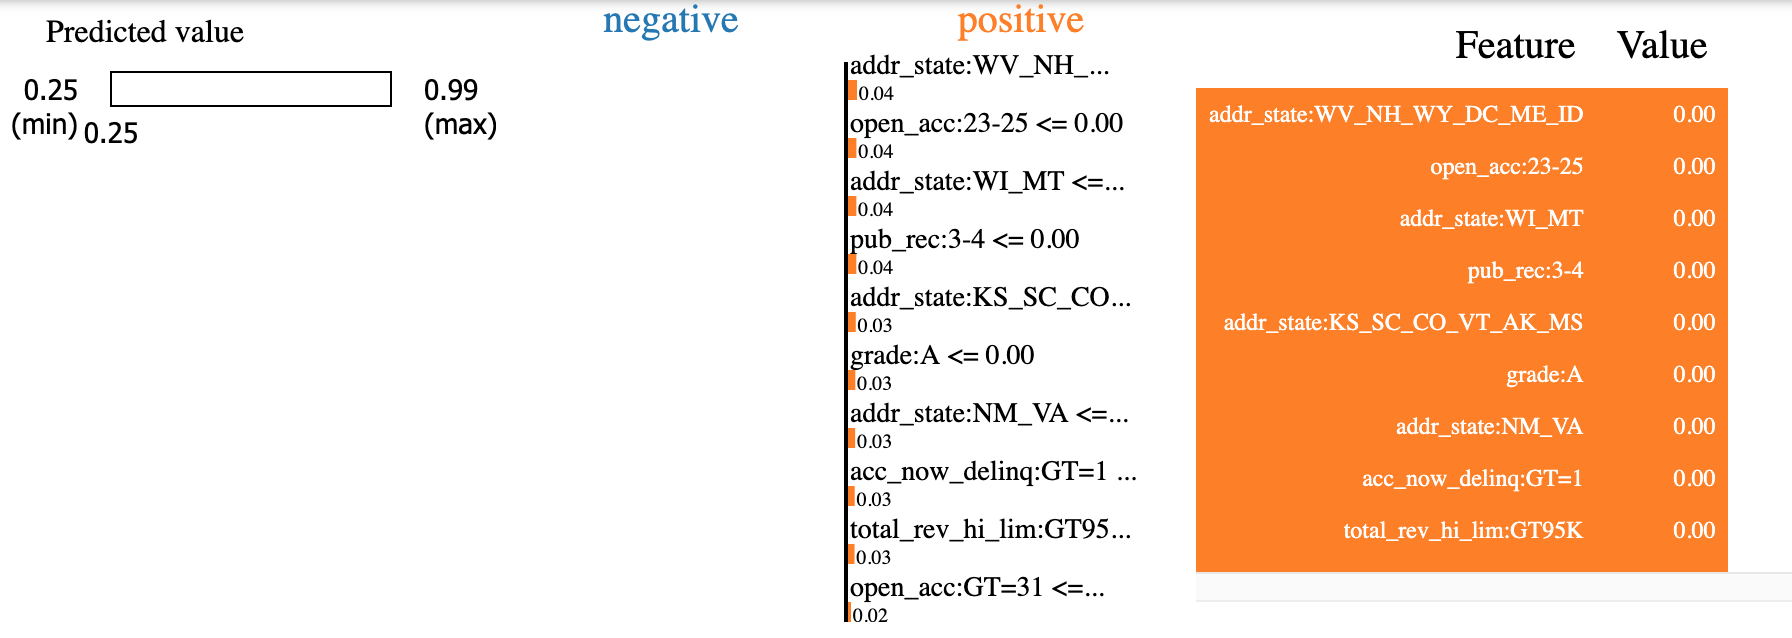 Predicted value
0.25
(min)
0.25
0.99
(max)
negative
positive
addr_state:WV_NH_...
0.04
open_acc:23-25 <= 0.00
0.04
addr_state:WI_MT <=...
0.04
pub_rec:3-4 <= 0.00
0.04
addr_state:KS_SC_CO...
0.03
grade:A <= 0.00
0.03
addr_state:NM_VA <=...
0.03
acc_now_delinq:GT=1 ...
0.03
total_rev_hi_lim:GT95...
0.03
open_acc:GT=31 <=...
0.02
Feature Value
addr_state:WV_NH_WY_DC_ME_ID 0.00
open_acc:23-25 0.00
addr_state:WI_MT 0.00
pub_rec:3-4 0.00
addr_state:KS_SC_CO_VT_AK_MS 0.00
grade:A 0.00
addr_state:NM_VA 0.00
acc_now_delinq:GT=1 0.00
total_rev_hi_lim:GT95K 0.00